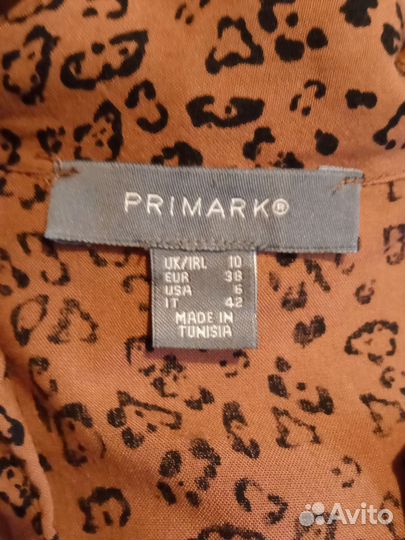 PRIMARK®
UK/IRL 10
EUR 38
USA 6
IT 42
MADE IN
TUNISIA
Avito